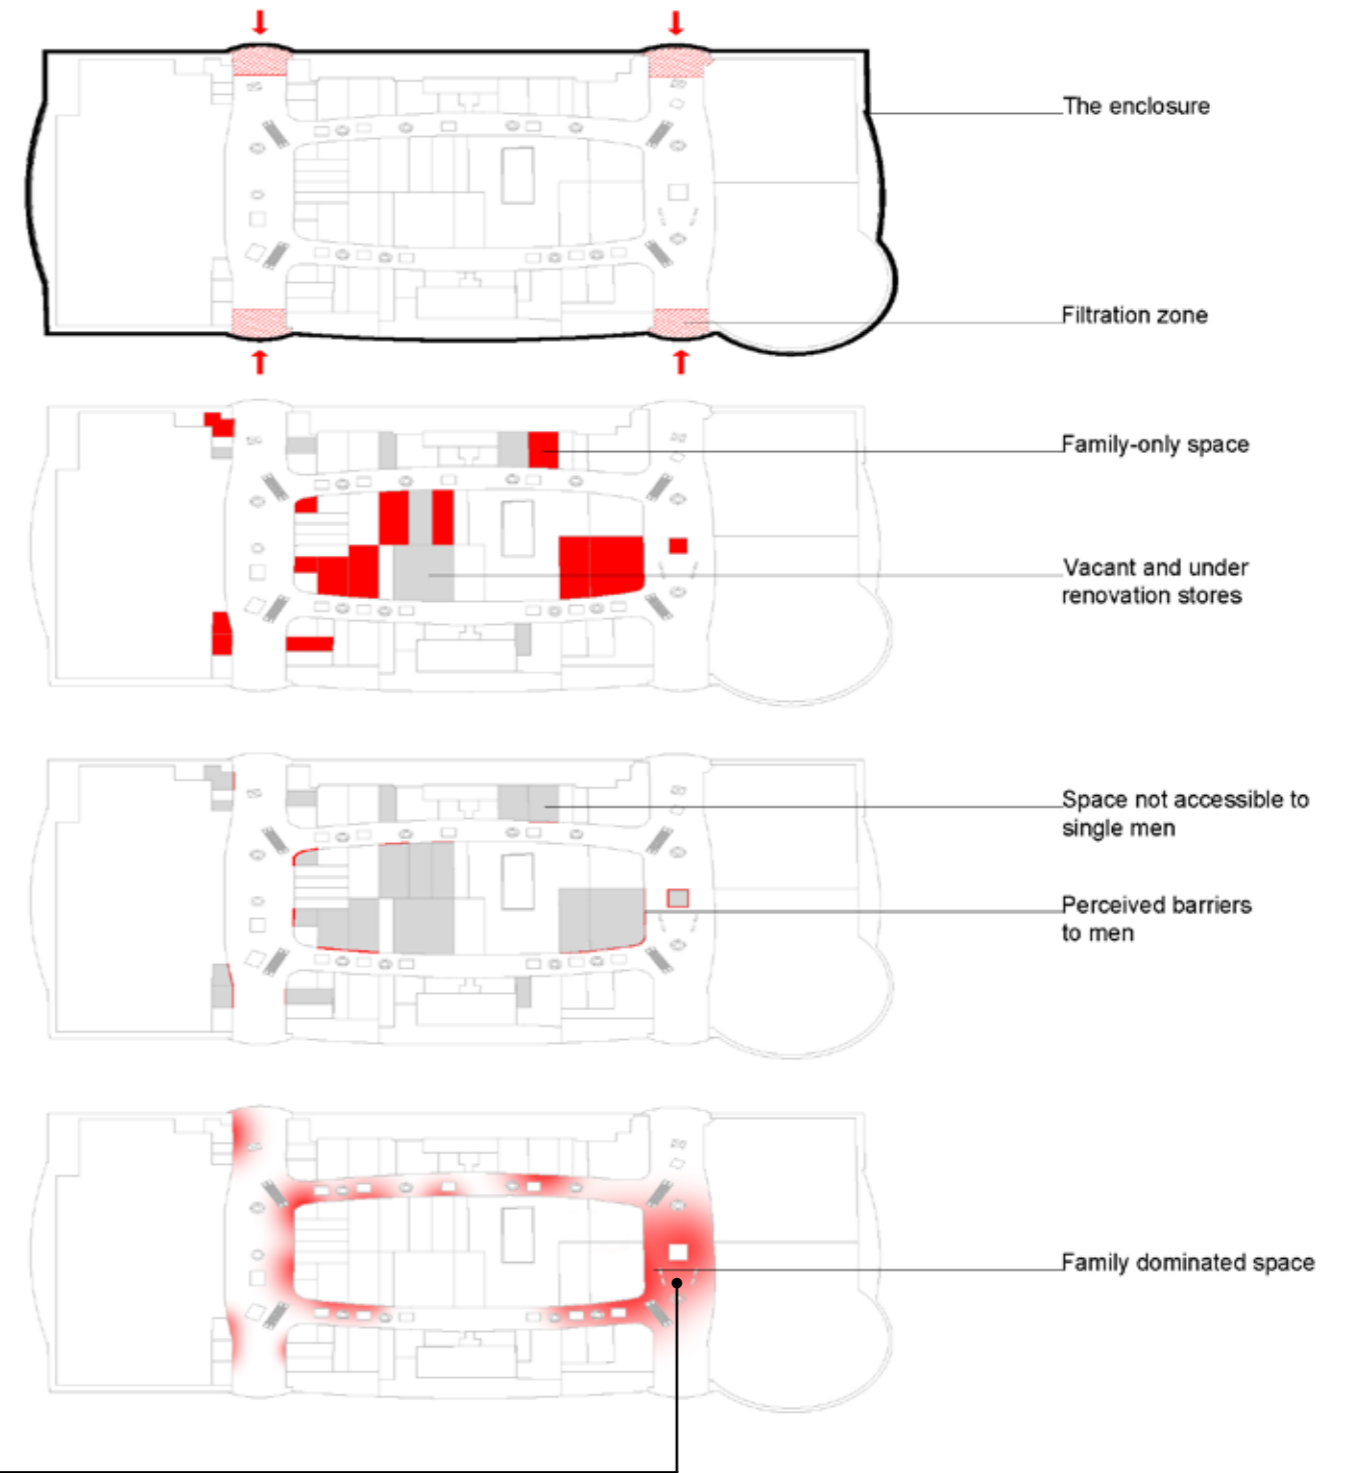 The enclosure
Filtration zone
Family-only space
Vacant and under
renovation stores
Space not accessible to
single men
Perceived barriers
to men
Family dominated space